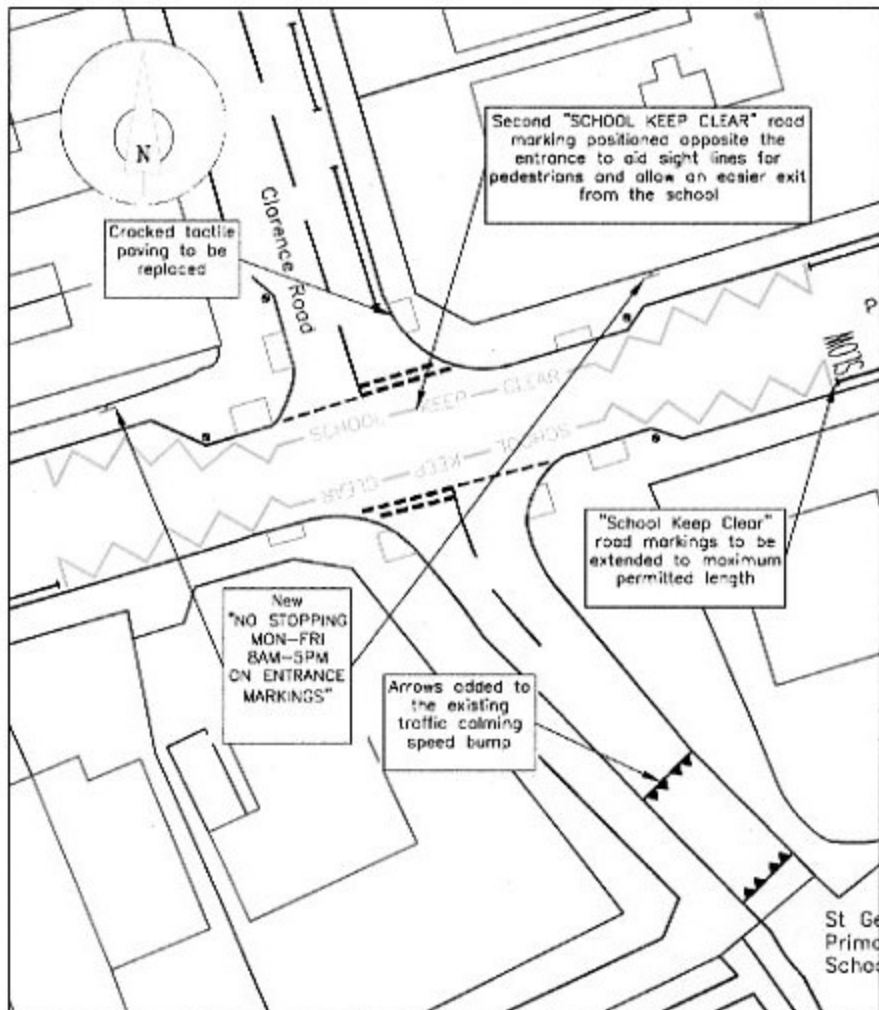 N
Clarence Road
Second "SCHOOL KEEP CLEAR" road
marking positioned opposite the
entrance to aid sight lines for
pedestrians and allow an easier exit
from the school
Cracked tactile
paving to be
replaced
P
SLOW
SCHOOL KEEP CLEAR
SCHOOL KEEP CLEAR
"School Keep Clear"
road markings to be
extended to maximum
permitted length
New
"NO STOPPING
MON-FRI
8AM-5PM
ON ENTRANCE
MARKINGS"
Arrows added to
the existing
traffic calming
speed bump
St Ge
Prima
Schoo